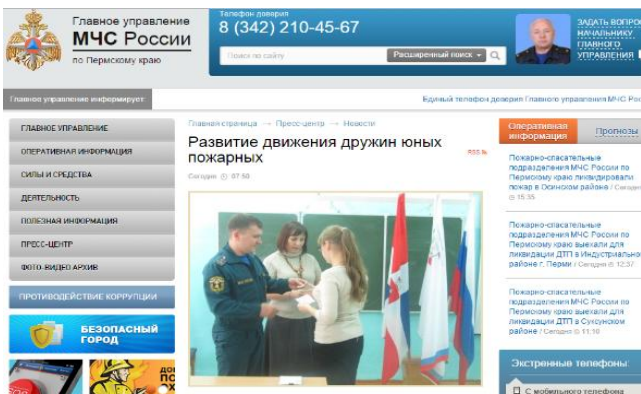 Главное управление
МЧС России
по Пермскому краю
Телефон доверия
8 (342) 210-45-67
Поиск по сайту
Расширенный поиск
ЗАДАТЬ ВОПРО
НАЧАЛЬНИКУ
ГЛАВНОГО
УПРАВЛЕНИЯ
Главное управление информирует:
Единый телефон доверия Главного управления МЧС Рос
ГЛАВНОЕ УПРАВЛЕНИЕ
ОПЕРАТИВНАЯ ИНФОРМАЦИЯ
СИЛЫ И СРЕДСТВА
ДЕЯТЕЛЬНОСТЬ
ПОЛЕЗНАЯ ИНФОРМАЦИЯ
ПРЕСС-ЦЕНТР
ФОТО-ВИДЕО АРХИВ
ПРОТИВОДЕЙСТВИЕ КОРРУПЦИИ
БЕЗОПАСНЫЙ
ГОРОД
Главная страница → Пресс-центр → Новости
Развитие движения дружин юных
пожарных
RSS
Сегодня 07:50
Оперативная
информация
Прогнозы
Пожарно-спасательные
подразделения МЧС России по
Пермскому краю ликвидировали
пожар в Осинском районе / Сегодня
15:35
Пожарно-спасательные
подразделения МЧС России по
Пермскому краю выехали для
ликвидации ДТП в Индустриально
районе г. Перми / Сегодня 12:37
Пожарно-спасательные
подразделения МЧС России по
Пермскому краю выехали для
ликвидации ДТП в Суксунском
районе / Сегодня 11:10
Экстренные телефоны:
С мобильного телефона